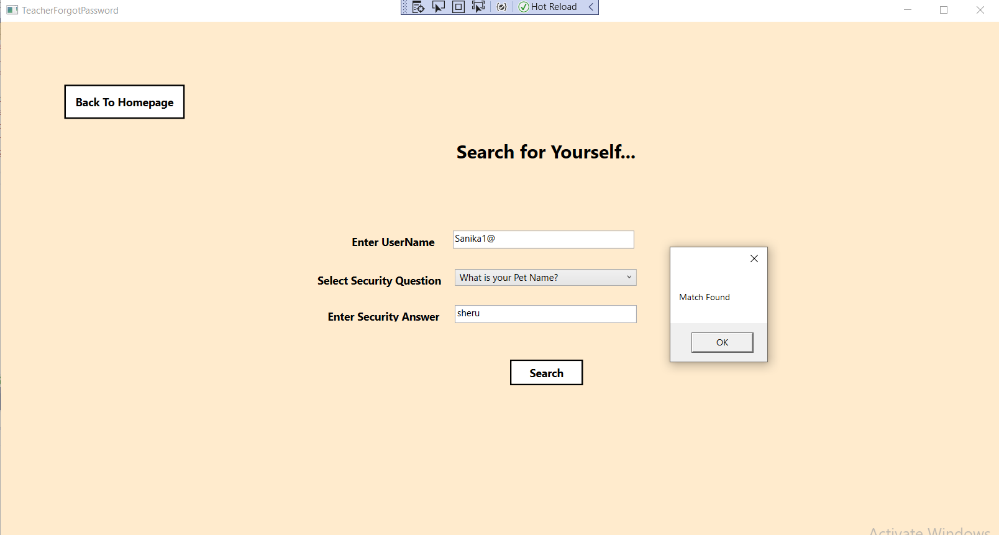 TeacherForgotPassword
Hot Reload
Back To Homepage
Search for Yourself...
Enter UserName
Sanika1@
Select Security Question
What is your Pet Name?
Enter Security Answer
sheru
Match Found
OK
Search
Activate Windows